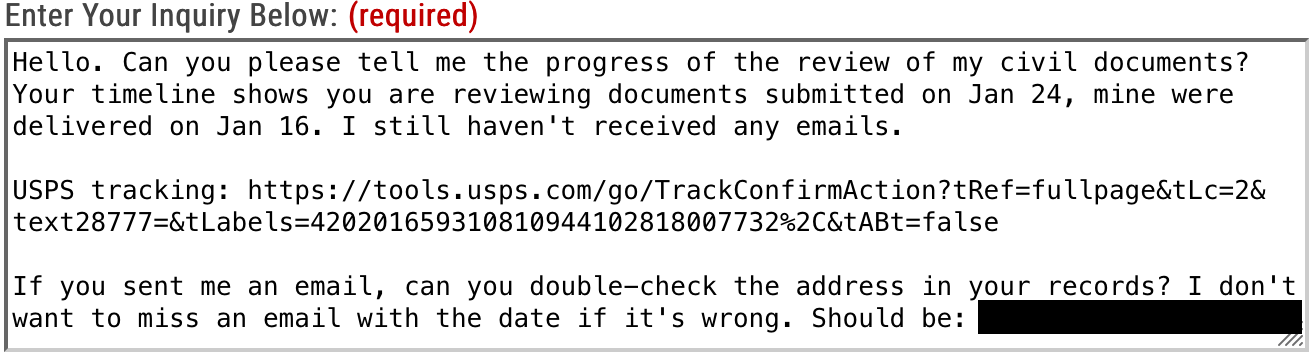 Enter Your Inquiry Below: (required)
Hello. Can you please tell me the progress of the review of my civil documents?
Your timeline shows you are reviewing documents submitted on Jan 24, mine were
delivered on Jan 16. I still haven't received any emails.
USPS tracking: https://tools.usps.com/go/TrackConfirmAction?tRef=fullpage&tLc=2&
text28777=&tLabels=420201659310810944102818007732%2C&tABt=false
If you sent me an email, can you double-check the address in your records? I don't
want to miss an email with the date if it's wrong. Should be: